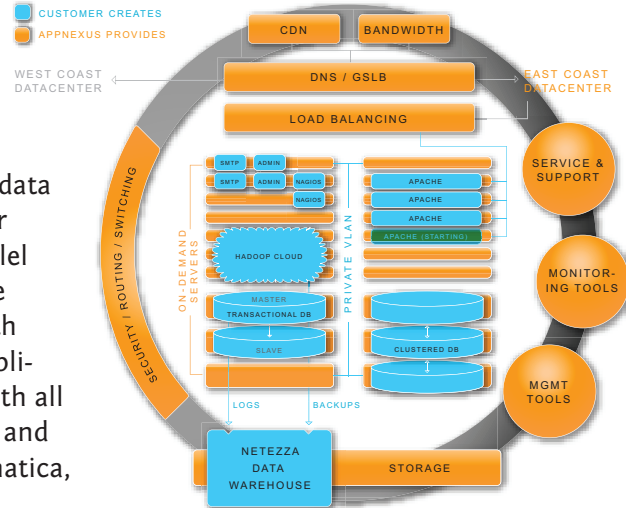 CUSTOMER CREATES
APPNEXUS PROVIDES
CDN
BANDWIDTH
WEST COAST
DATACENTER
DNS / GSLB
EAST COAST
DATACENTER
LOAD BALANCING
SECURITY / ROUTING / SWITCHING
data
r
lel
e
h
pli-
th all
and
natica,
ON-DEMAND
SERVERS
SMTP
ADMIN
SMTP
ADMIN
NAGIOS
NAGIOS
HADOOP CLOUD
MASTER
TRANSACTIONAL DB
SLAVE
PRIVATE VLAN
APACHE
APACHE
APACHE
APACHE (STARTING)
CLUSTERED DB
SERVICE &
SUPPORT
MONITOR-
ING TOOLS
MGMT
TOOLS
LOGS
BACKUPS
NETEZZA
DATA
WAREHOUSE
STORAGE